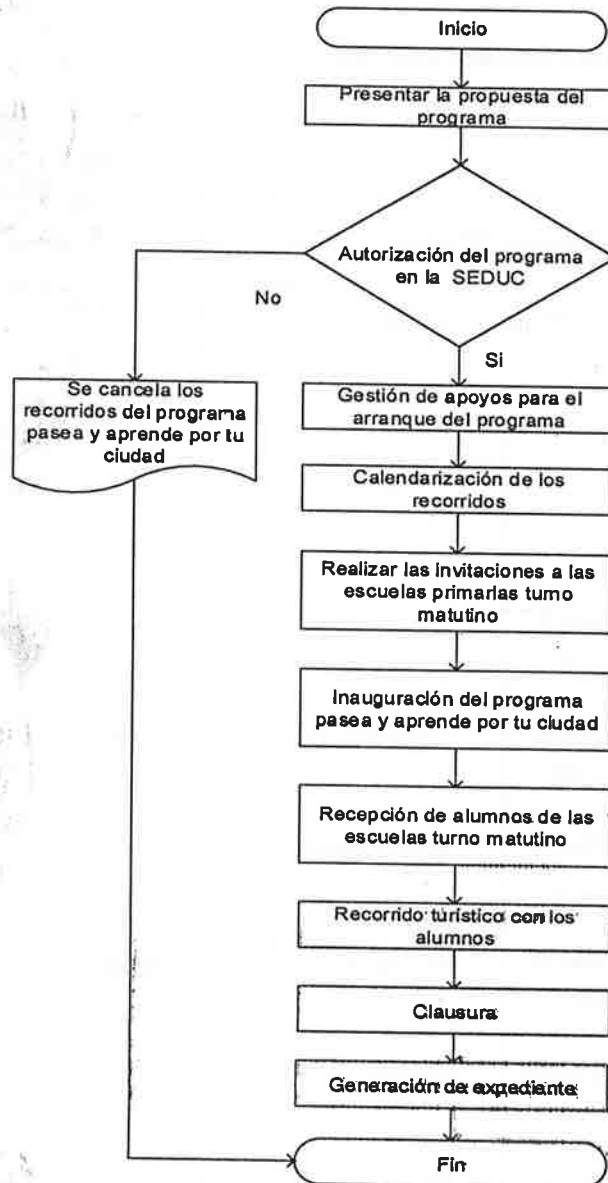 Inicio
Presentar la propuesta del
programa
Autorización del programa
en la SEDUC
No
Si
Se cancela los
recorridos del programa
pasea y aprende por tu
ciudad
Gestión de apoyos para el
arranque del programa
Calendarización de los
recorridos
Realizar las invitaciones a las
escuelas primarias turno
matutino
Inauguración del programa
pasea y aprende por tu ciudad
Recepción de alumnos de las
escuelas turno matutino
Recorrido turístico con los
alumnos
Clausura
Generación de expediente
Fin